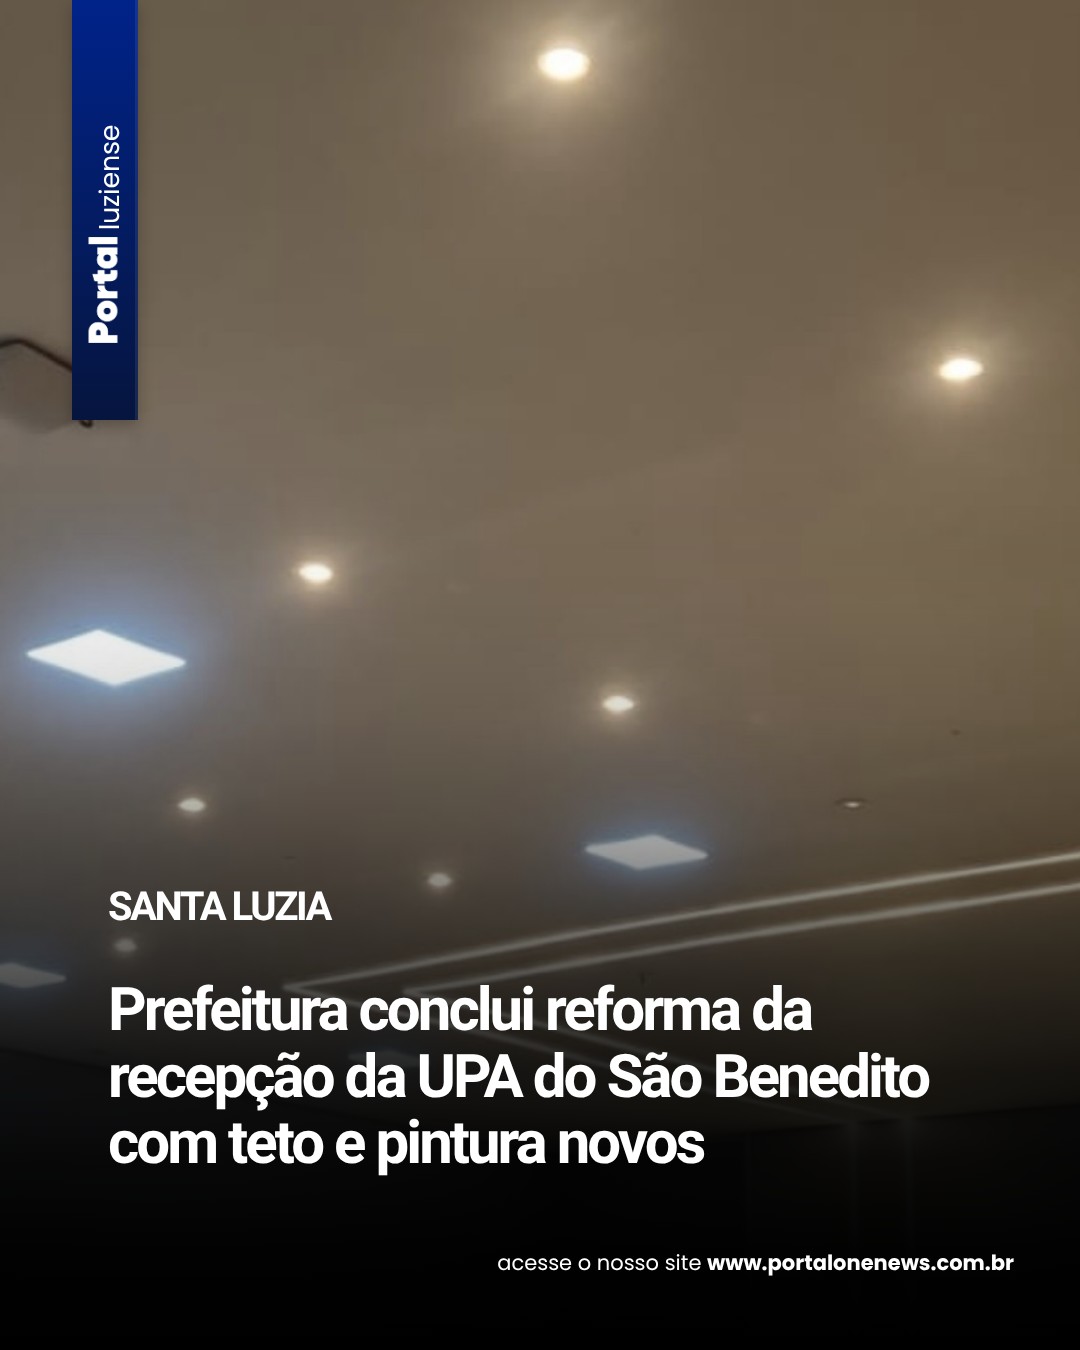 Portal luziense
SANTA LUZIA
Prefeitura conclui reforma da
recepção da UPA do São Benedito
com teto e pintura novos
acesse o nosso site www.portalonenews.com.br